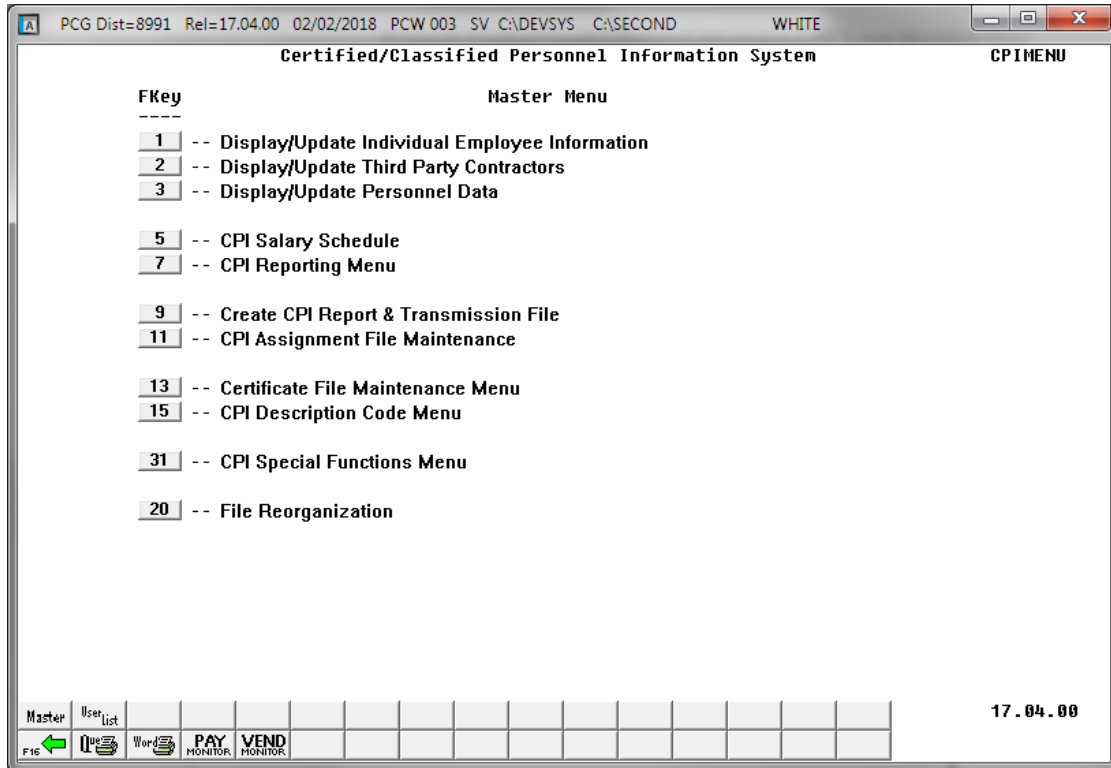 A PCG Dist=8991 Rel=17.04.00 02/02/2018 PCW 003 SV C:\DEVSYS C:\SECOND WHITE
Certified/Classified Personnel Information System CPIMENU
FKey Master Menu
----
1 -- Display/Update Individual Employee Information
2 -- Display/Update Third Party Contractors
3 -- Display/Update Personnel Data
5 -- CPI Salary Schedule
7 -- CPI Reporting Menu
9 -- Create CPI Report & Transmission File
11 -- CPI Assignment File Maintenance
13 -- Certificate File Maintenance Menu
15 -- CPI Description Code Menu
31 -- CPI Special Functions Menu
20 -- File Reorganization
Master User List 17.04.00
F16 Que Word PAY MONITOR VEND MONITOR